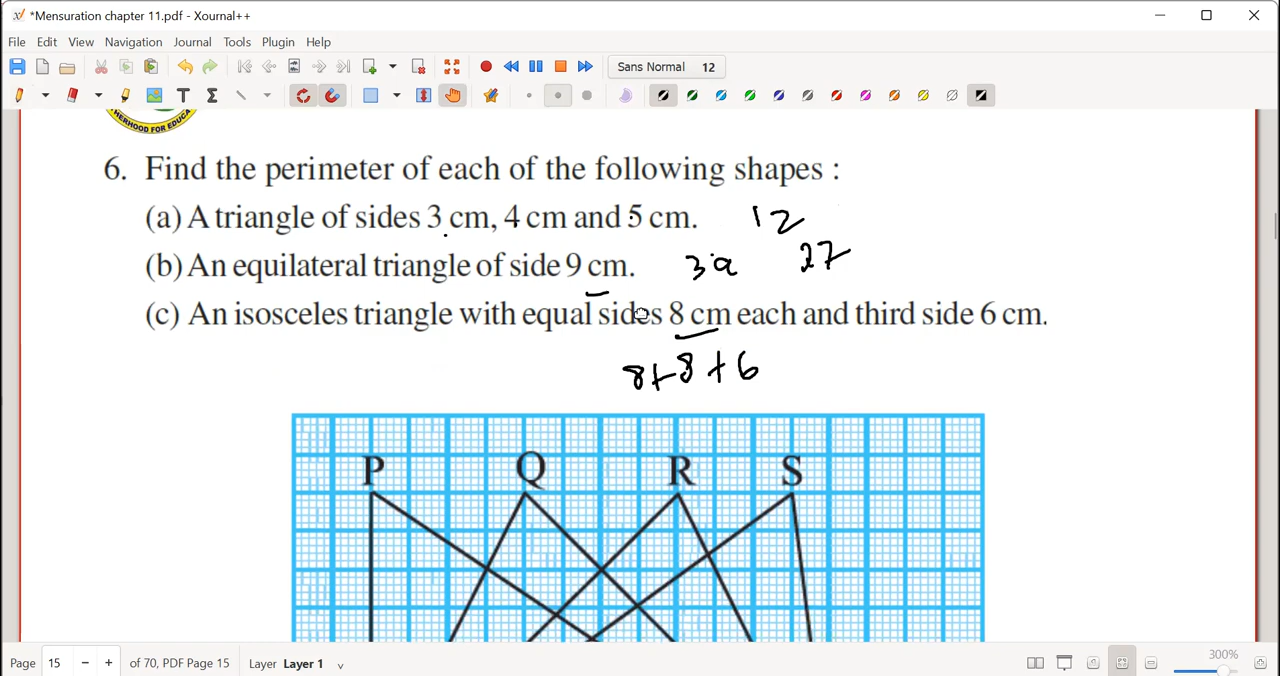 *Mensuration chapter 11.pdf - Xournal++
File Edit View Navigation Journal Tools Plugin Help
Sans Normal 12
HERHOOD FOR EDUCA
6. Find the perimeter of each of the following shapes :
(a) A triangle of sides 3 cm, 4 cm and 5 cm. 12
(b) An equilateral triangle of side 9 cm. 3a 27
(c) An isosceles triangle with equal sides 8 cm each and third side 6 cm.
8+8+6
P Q R S
Page 15 - + of 70, PDF Page 15 Layer Layer 1 300%